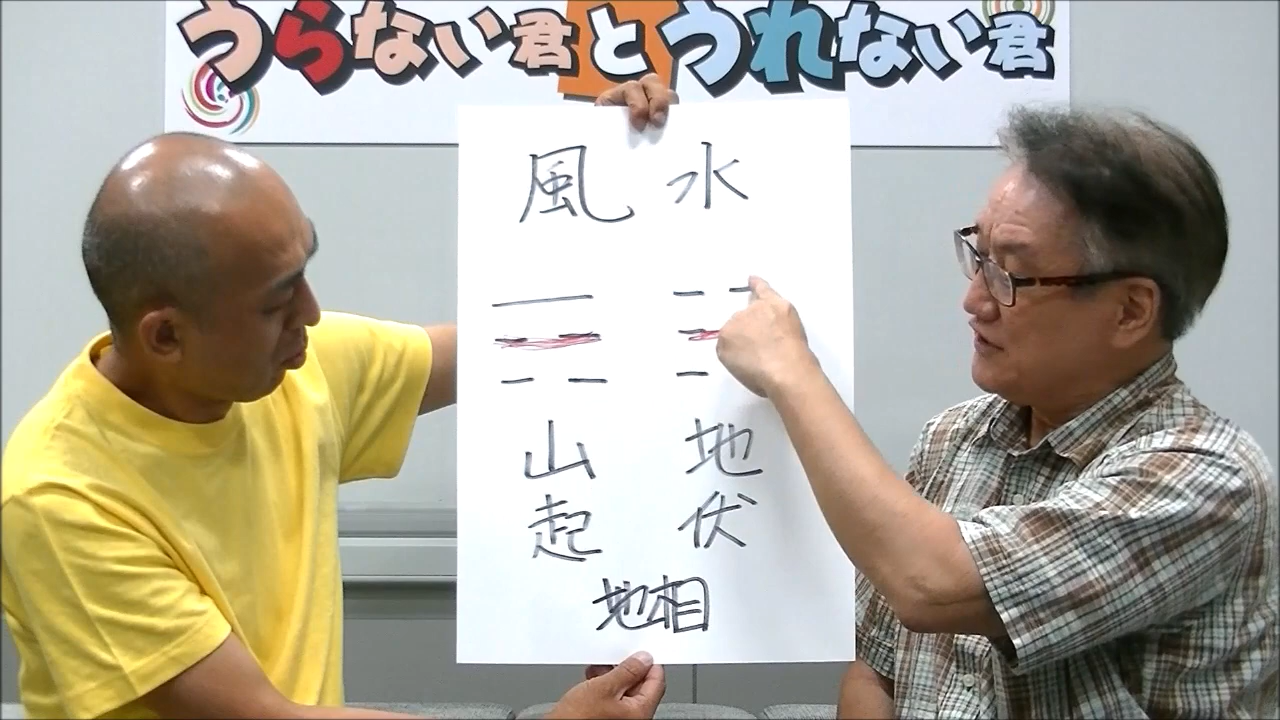 うらない君とうれない君
風 水
山 地
起 伏
地相